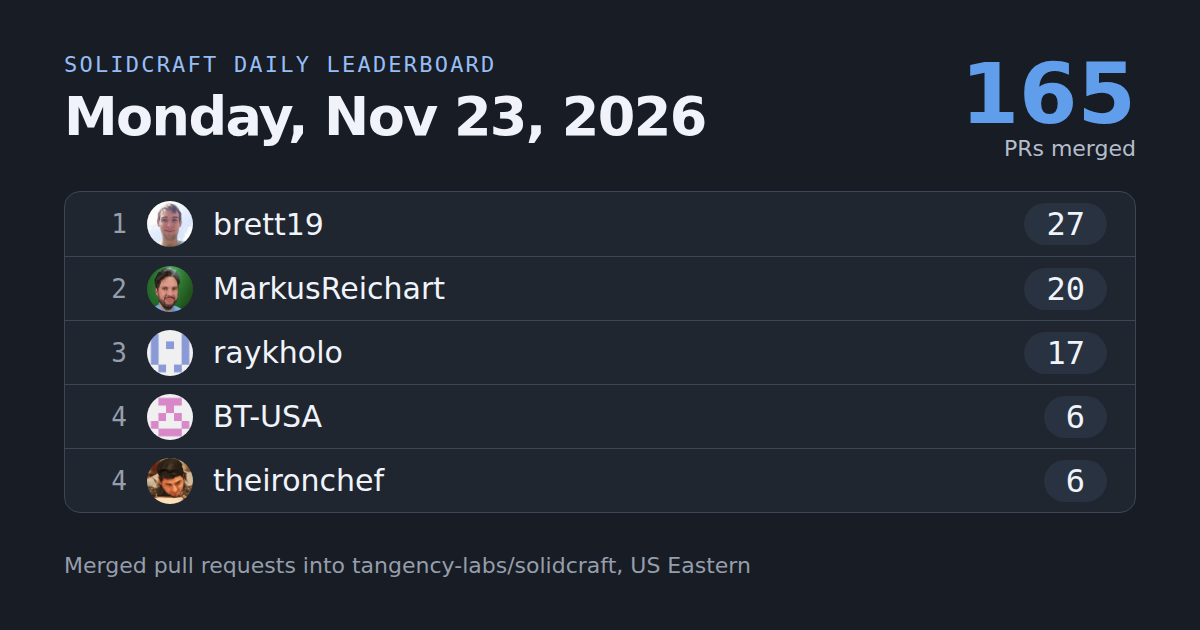 SOLIDCRAFT DAILY LEADERBOARD
Monday, Nov 23, 2026
165
PRs merged
1 brett19 27
2 MarkusReichart 20
3 raykholo 17
4 BT-USA 6
4 theironchef 6
Merged pull requests into tangency-labs/solidcraft, US Eastern